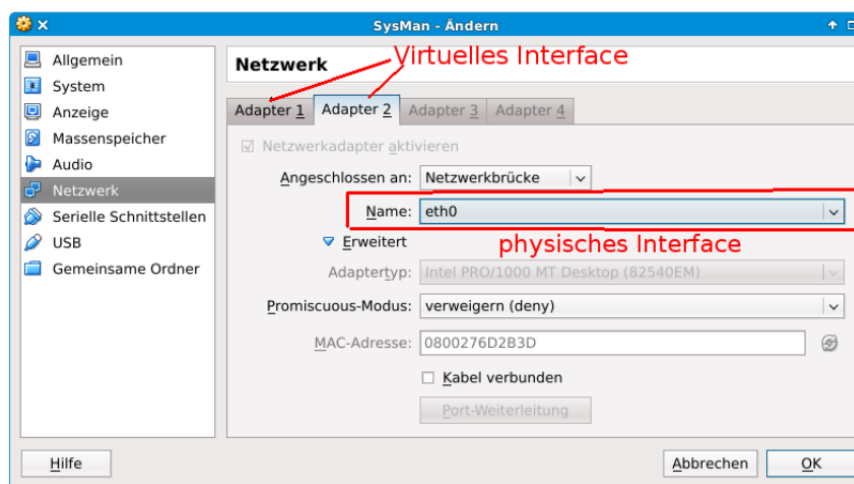 SysMan - Ändern
Allgemein
System
Anzeige
Massenspeicher
Audio
Netzwerk
Serielle Schnittstellen
USB
Gemeinsame Ordner
Netzwerk
Virtuelles Interface
Adapter 1 Adapter 2 Adapter 3 Adapter 4
Netzwerkadapter aktivieren
Angeschlossen an: Netzwerkbrücke
Name: eth0
Erweitert
physisches Interface
Adaptertyp: Intel PRO/1000 MT Desktop (82540EM)
Promiscuous-Modus: verweigern (deny)
MAC-Adresse: 0800276D2B3D
Kabel verbunden
Port-Weiterleitung
Hilfe Abbrechen OK